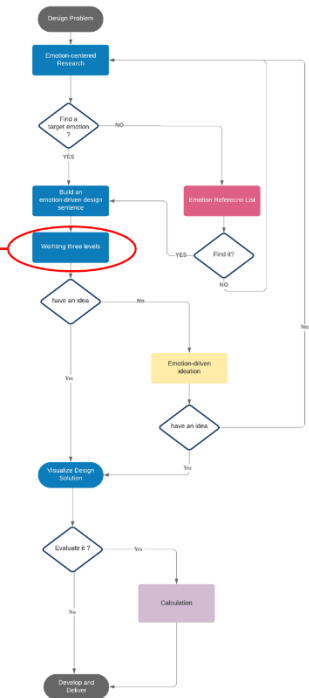 Design Problem
Emotion-centered
Research
Find a
target emotion
?
NO
YES
Build an
emotion-driven design
sentence
Emotion Referecne List
Werhting three levels
YES
Find it?
NO
have an idea
No
No
Emotion-driven
ideation
Yes
have an idea
Yes
Visualize Design
Solution
Evaluate it ?
Yes
Calculation
No
Develop and
Deliver